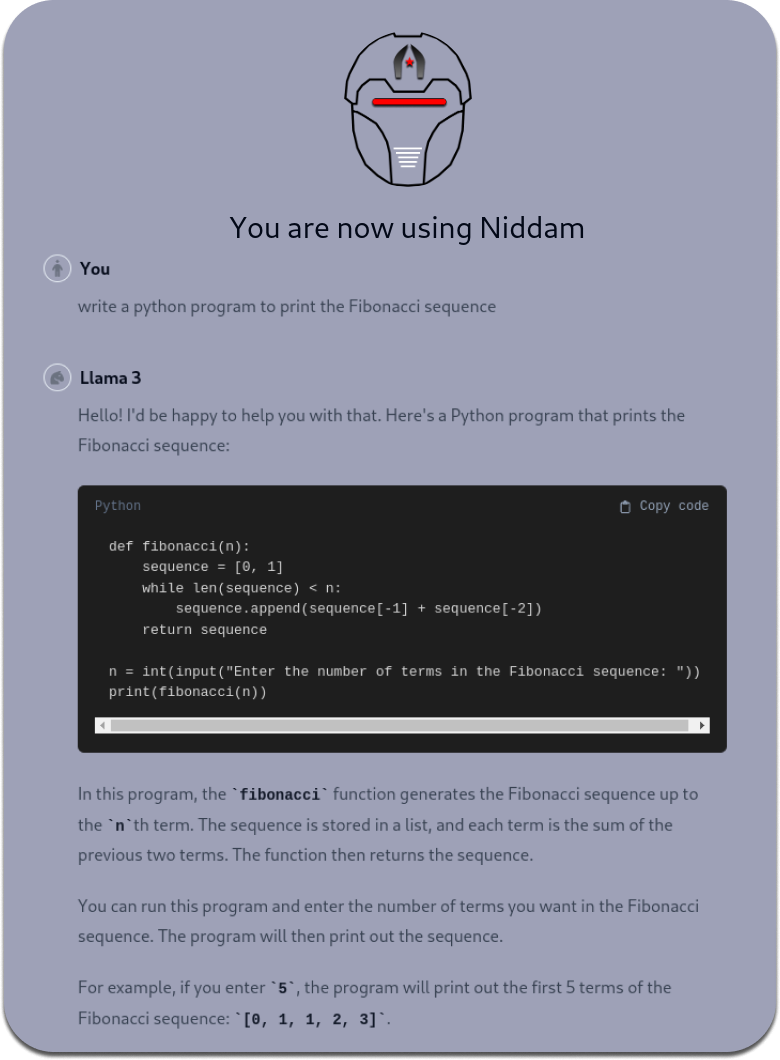 You are now using Niddam
You
write a python program to print the Fibonacci sequence
Llama 3
Hello! I'd be happy to help you with that. Here's a Python program that prints the
Fibonacci sequence:
Python
Copy code
def fibonacci(n):
    sequence = [0, 1]
    while len(sequence) < n:
        sequence.append(sequence[-1] + sequence[-2])
    return sequence
n = int(input("Enter the number of terms in the Fibonacci sequence: "))
print(fibonacci(n))
In this program, the `fibonacci` function generates the Fibonacci sequence up to
the `n`th term. The sequence is stored in a list, and each term is the sum of the
previous two terms. The function then returns the sequence.
You can run this program and enter the number of terms you want in the Fibonacci
sequence. The program will then print out the sequence.
For example, if you enter `5`, the program will print out the first 5 terms of the
Fibonacci sequence: `[0, 1, 1, 2, 3]`.